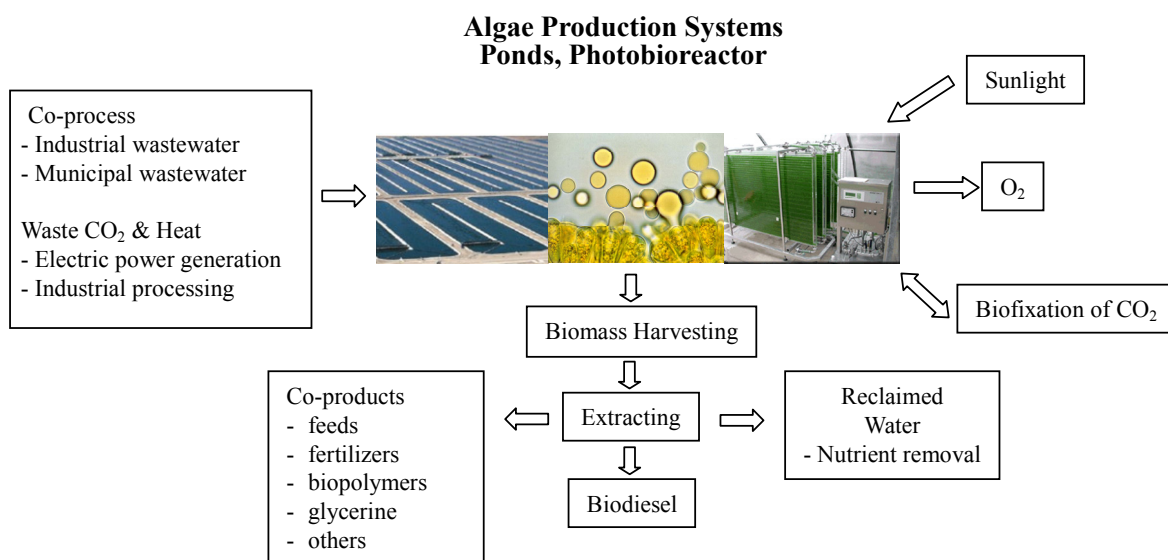 Algae Production Systems
Ponds, Photobioreactor
Co-process
- Industrial wastewater
- Municipal wastewater
Waste CO₂ & Heat
- Electric power generation
- Industrial processing
Sunlight
O₂
Biofixation of CO₂
Biomass Harvesting
Co-products
- feeds
- fertilizers
- biopolymers
- glycerine
- others
Extracting
Reclaimed
Water
- Nutrient removal
Biodiesel